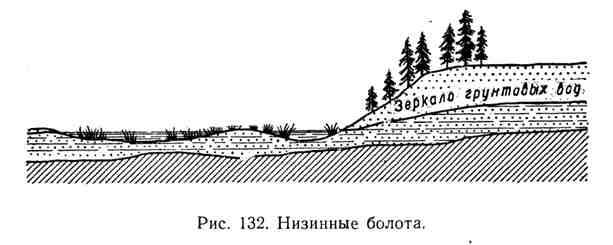 Зеркало грунтовых вод
Рис. 132. Низинные болота.